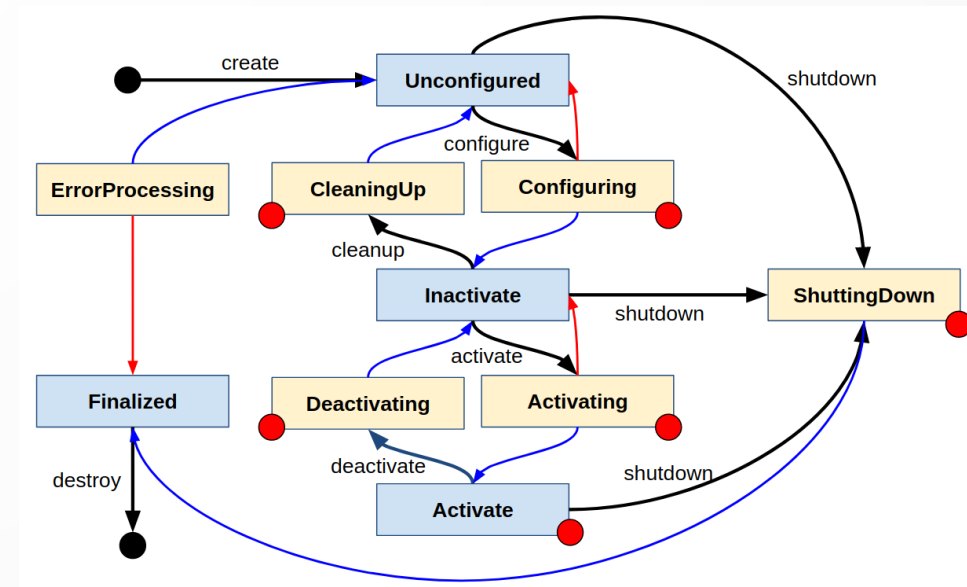 create
Unconfigured
shutdown
configure
ErrorProcessing
CleaningUp
Configuring
cleanup
Inactivate
shutdown
ShuttingDown
activate
Finalized
Deactivating
Activating
deactivate
shutdown
destroy
Activate